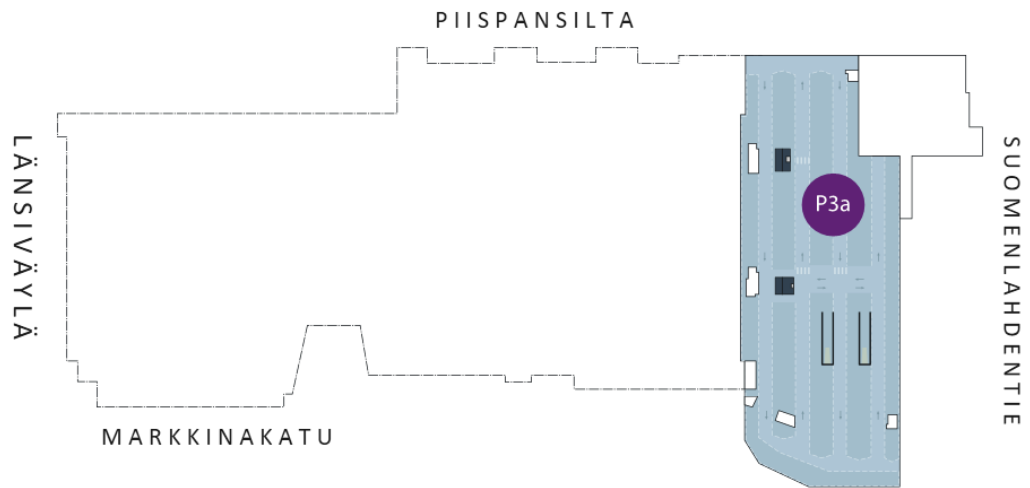 PIISPANSILTA
LÄNSIVÄYLÄ
P3a
SUOMENLAHDENTIE
MARKKINAKATU